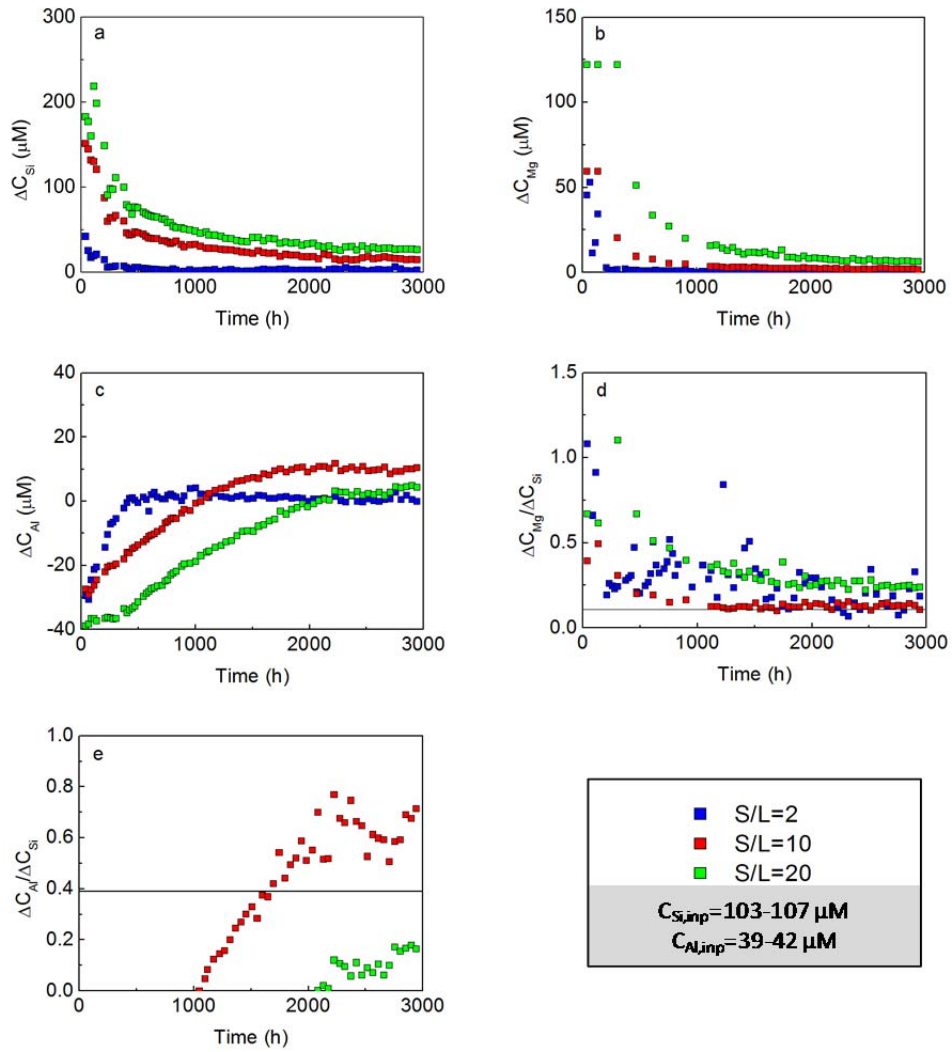 a
300
200
100
0
ΔC_Si (μM)
0 1000 2000 3000
Time (h)
b
150
100
50
0
ΔC_Mg (μM)
0 1000 2000 3000
Time (h)
c
40
20
0
-20
-40
ΔC_Al (μM)
0 1000 2000 3000
Time (h)
d
1.5
1.0
0.5
0.0
ΔC_Mg/ΔC_Si
0 1000 2000 3000
Time (h)
e
1.0
0.8
0.6
0.4
0.2
0.0
ΔC_Al/ΔC_Si
0 1000 2000 3000
Time (h)
S/L=2
S/L=10
S/L=20
C_Si,inp=103-107 μM
C_Al,inp=39-42 μM